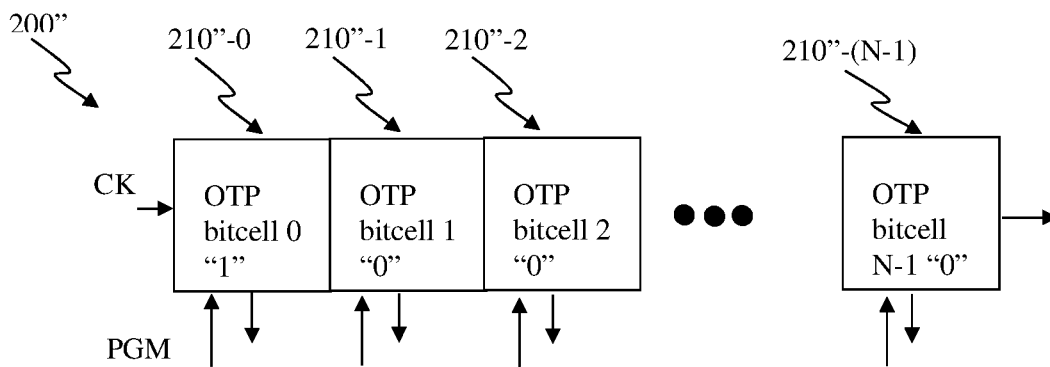 200”
210”-0
210”-1
210”-2
210”-(N-1)
CK
OTP
bitcell 0
“1”
OTP
bitcell 1
“0”
OTP
bitcell 2
“0”
OTP
bitcell
N-1 “0”
PGM